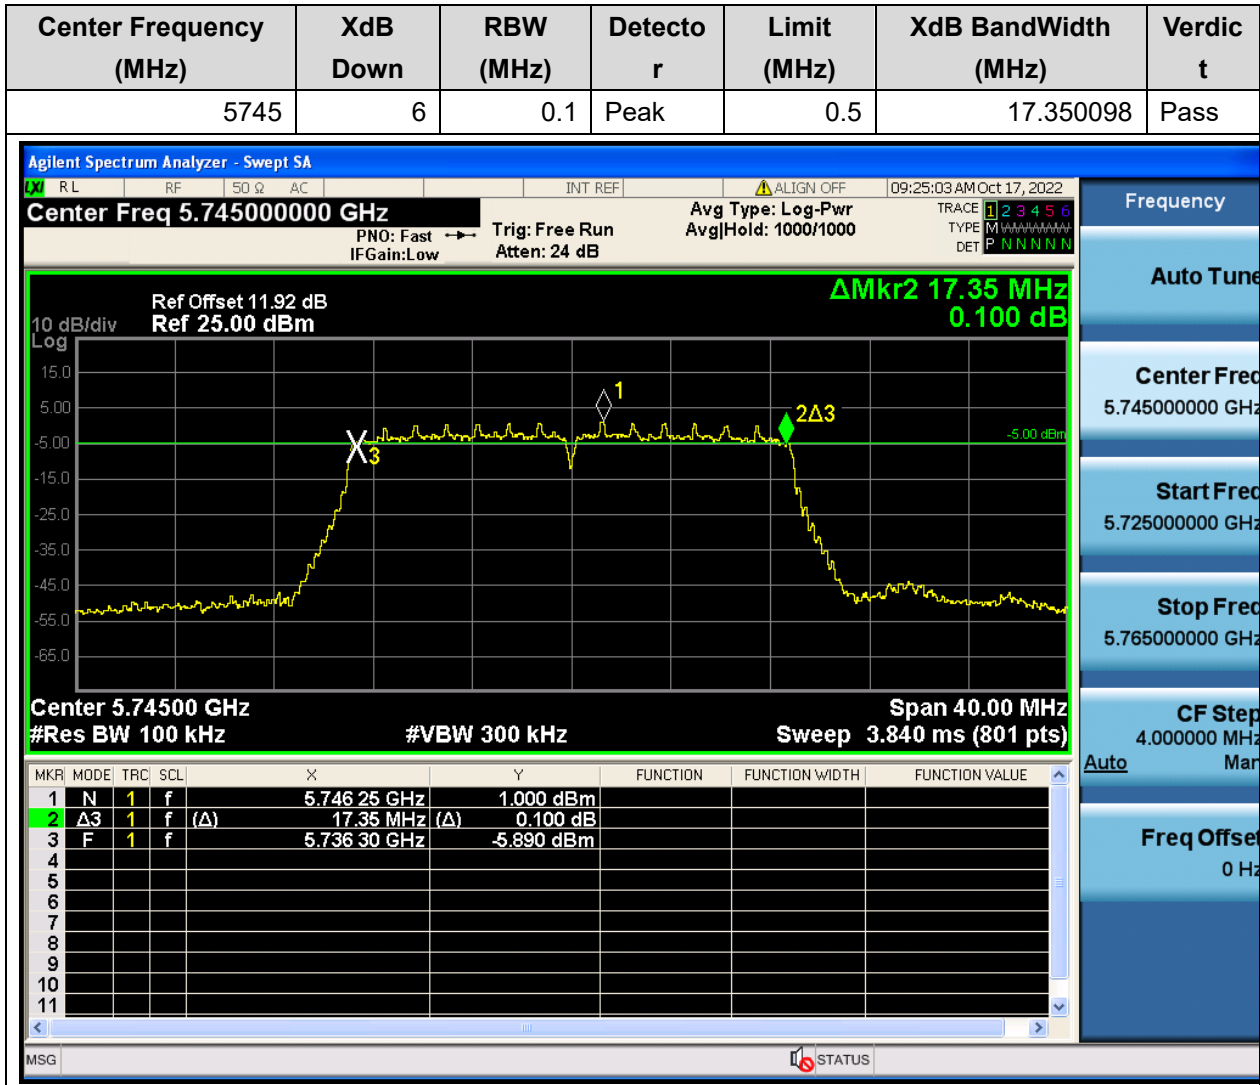 Center Frequency (MHz) XdB Down RBW (MHz) Detector Limit (MHz) XdB BandWidth (MHz) Verdict
5745 6 0.1 Peak 0.5 17.350098 Pass
Agilent Spectrum Analyzer - Swept SA
LXI RL RF 50 Ω AC INT REF ALIGN OFF 09:25:03 AM Oct 17, 2022
Center Freq 5.745000000 GHz
PNO: Fast
IFGain:Low
Trig: Free Run
Atten: 24 dB
Avg Type: Log-Pwr
Avg|Hold: 1000/1000
TRACE 1 2 3 4 5 6
TYPE M
DET P N N N N N
ΔMkr2 17.35 MHz
0.100 dB
Ref Offset 11.92 dB
10 dB/div Ref 25.00 dBm
Log
15.0
5.00
-5.00
-15.0
-25.0
-35.0
-45.0
-55.0
-65.0
1
2Δ3
3
-5.00 dBm
Center 5.74500 GHz Span 40.00 MHz
#Res BW 100 kHz #VBW 300 kHz Sweep 3.840 ms (801 pts)
MKR MODE TRC SCL X Y FUNCTION FUNCTION WIDTH FUNCTION VALUE
1 N 1 f 5.746 25 GHz 1.000 dBm
2 Δ3 1 f (Δ) 17.35 MHz (Δ) 0.100 dB
3 F 1 f 5.736 30 GHz -5.890 dBm
4
5
6
7
8
9
10
11
MSG STATUS
Frequency
Auto Tune
Center Freq
5.745000000 GHz
Start Freq
5.725000000 GHz
Stop Freq
5.765000000 GHz
CF Step
4.000000 MHz
Auto Man
Freq Offset
0 Hz